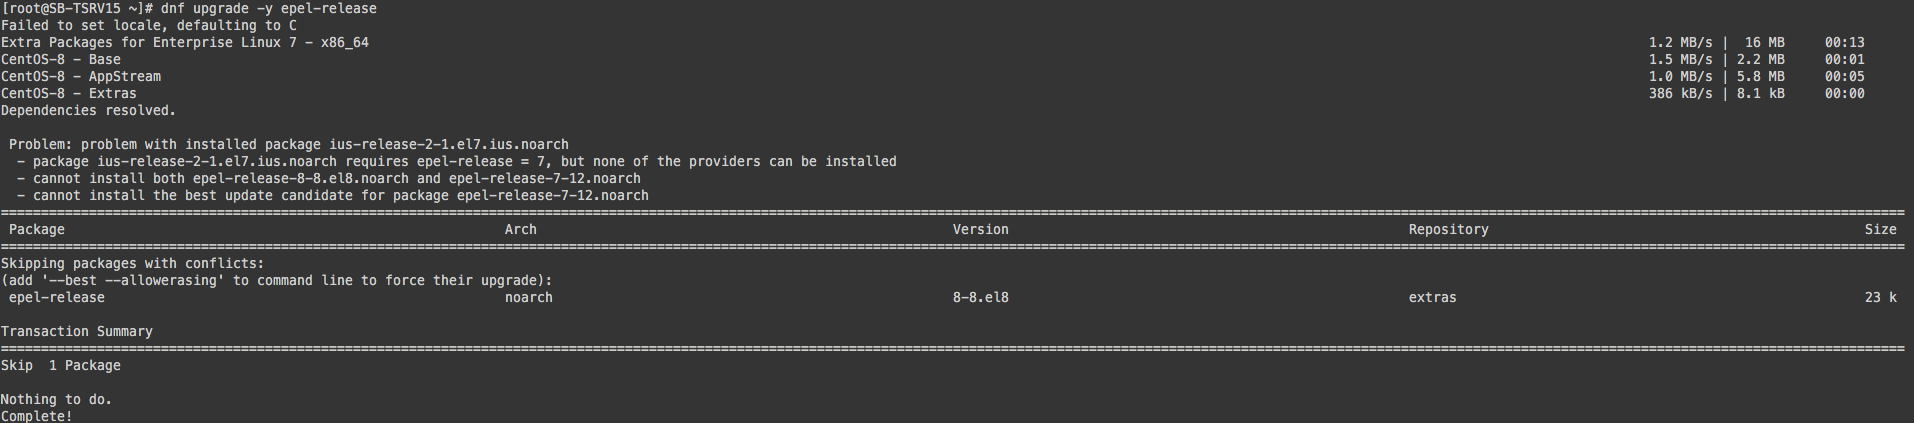 [root@SB-TSRV15 ~]# dnf upgrade -y epel-release
Failed to set locale, defaulting to C
Extra Packages for Enterprise Linux 7 - x86_64 1.2 MB/s | 16 MB 00:13
CentOS-8 - Base 1.5 MB/s | 2.2 MB 00:01
CentOS-8 - AppStream 1.0 MB/s | 5.8 MB 00:05
CentOS-8 - Extras 386 kB/s | 8.1 kB 00:00
Dependencies resolved.
Problem: problem with installed package ius-release-2-1.el7.ius.noarch
- package ius-release-2-1.el7.ius.noarch requires epel-release = 7, but none of the providers can be installed
- cannot install both epel-release-8-8.el8.noarch and epel-release-7-12.noarch
- cannot install the best update candidate for package epel-release-7-12.noarch
Package Arch Version Repository Size
Skipping packages with conflicts:
(add '--best --allowerasing' to command line to force their upgrade):
epel-release noarch 8-8.el8 extras 23 k
Transaction Summary
Skip 1 Package
Nothing to do.
Complete!